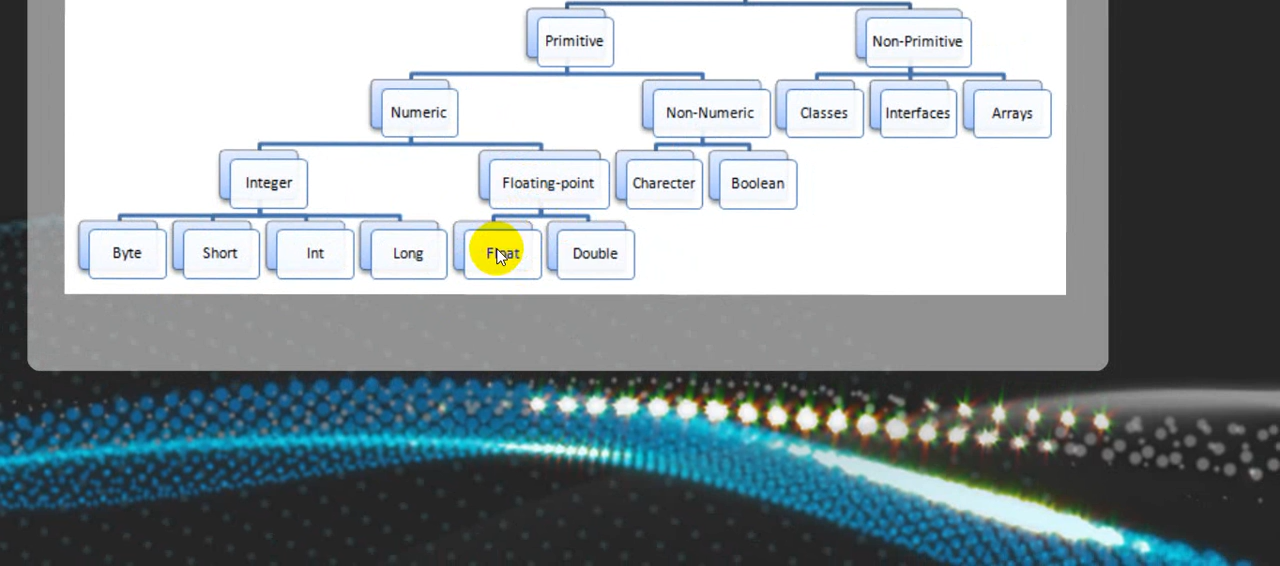 Primitive Non-Primitive
Numeric Non-Numeric Classes Interfaces Arrays
Integer Floating-point Charecter Boolean
Byte Short Int Long Float Double